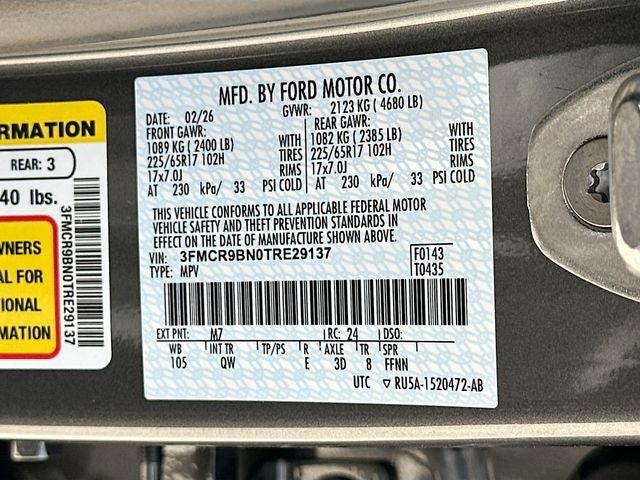 MFD. BY FORD MOTOR CO.
DATE: 02/26 GVWR: 2123 KG ( 4680 LB)
FRONT GAWR: REAR GAWR:
1089 KG ( 2400 LB) WITH 1082 KG ( 2385 LB) WITH
225/65R17 102H TIRES 225/65R17 102H TIRES
17x7.0J RIMS 17x7.0J RIMS
AT 230 kPa/ 33 PSI COLD AT 230 kPa/ 33 PSI COLD
THIS VEHICLE CONFORMS TO ALL APPLICABLE FEDERAL MOTOR
VEHICLE SAFETY AND THEFT PREVENTION STANDARDS IN
EFFECT ON THE DATE OF MANUFACTURE SHOWN ABOVE.
VIN: 3FMCR9BN0TRE29137 F0143
TYPE: MPV T0435
EXT PNT: M7 RC: 24 DSO:
WB INT TR TP/PS R AXLE TR SPR
105 QW E 3D 8 FFNN
UTC ▽ RU5A-1520472-AB
ORMATION
REAR: 3
40 lbs.
WNERS
AL FOR
TIONAL
RMATION
3FMCR9BN0TRE29137